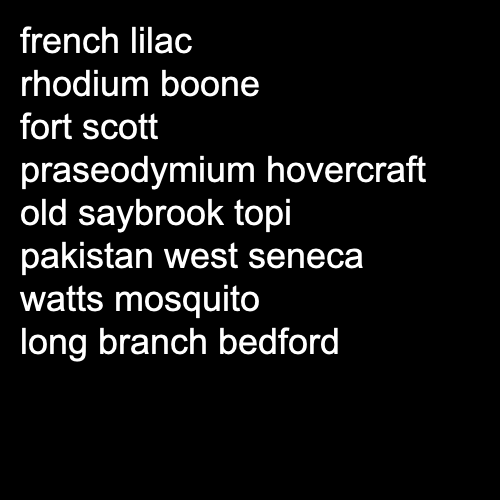 french lilac
rhodium boone
fort scott
praseodymium hovercraft
old saybrook topi
pakistan west seneca
watts mosquito
long branch bedford